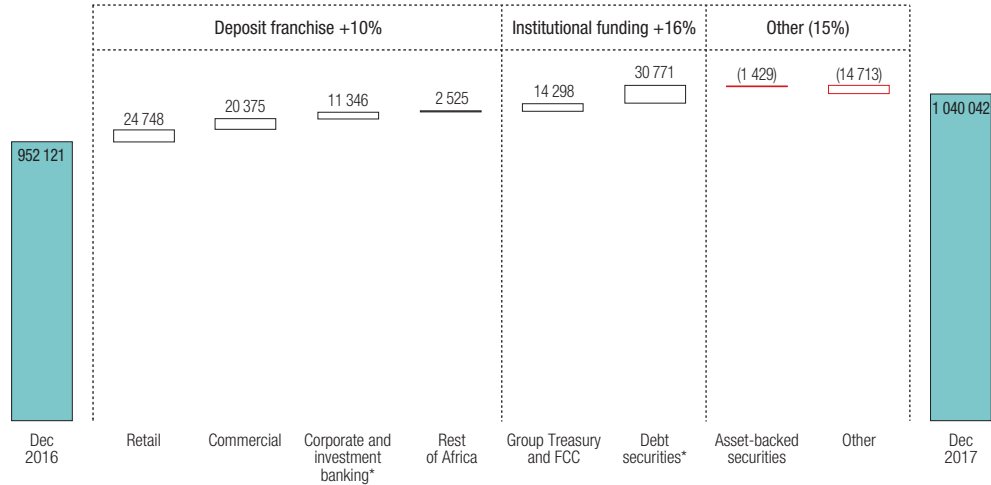 Deposit franchise +10%
Institutional funding +16%
Other (15%)
952 121
24 748
20 375
11 346
2 525
14 298
30 771
(1 429)
(14 713)
1 040 042
Dec
2016
Retail
Commercial
Corporate and
investment
banking*
Rest
of Africa
Group Treasury
and FCC
Debt
securities*
Asset-backed
securities
Other
Dec
2017